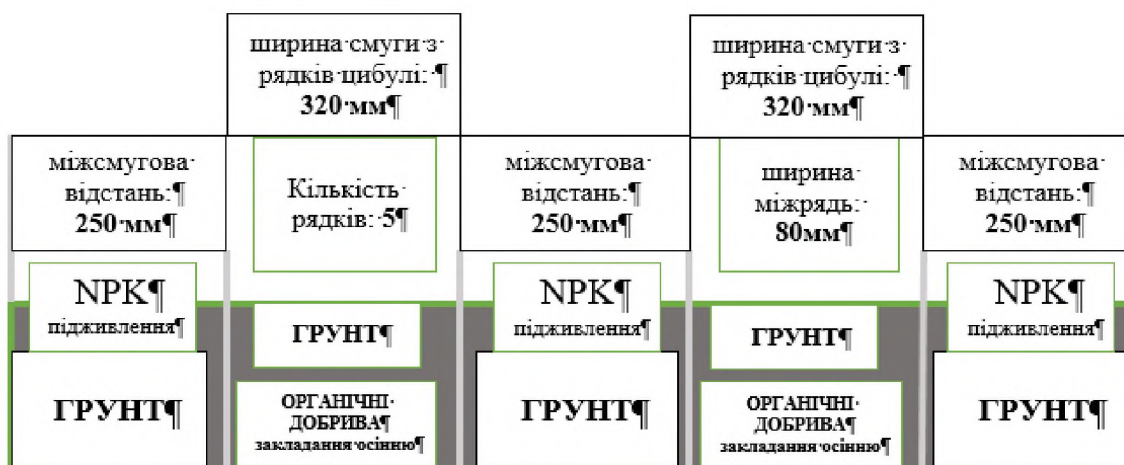 ширина·смуги·з·
рядків·цибулі:·¶
320·мм¶
ширина·смуги·з·
рядків·цибулі:·¶
320·мм¶
міжсмугова·
відстань:¶
250·мм¶
Кількість·
рядків:·5¶
міжсмугова·
відстань:¶
250·мм¶
ширина·
міжрядь:·
80мм¶
міжсмугова·
відстань:¶
250·мм¶
NPK¶
підживлення¶
ГРУНТ¶
NPK¶
підживлення¶
ГРУНТ¶
NPK¶
підживлення¶
ГРУНТ¶
ОРГАНІЧНІ·
ДОБРИВА¶
закладання·осінню¶
ГРУНТ¶
ОРГАНІЧНІ·
ДОБРИВА¶
закладання·осінню¶
ГРУНТ¶